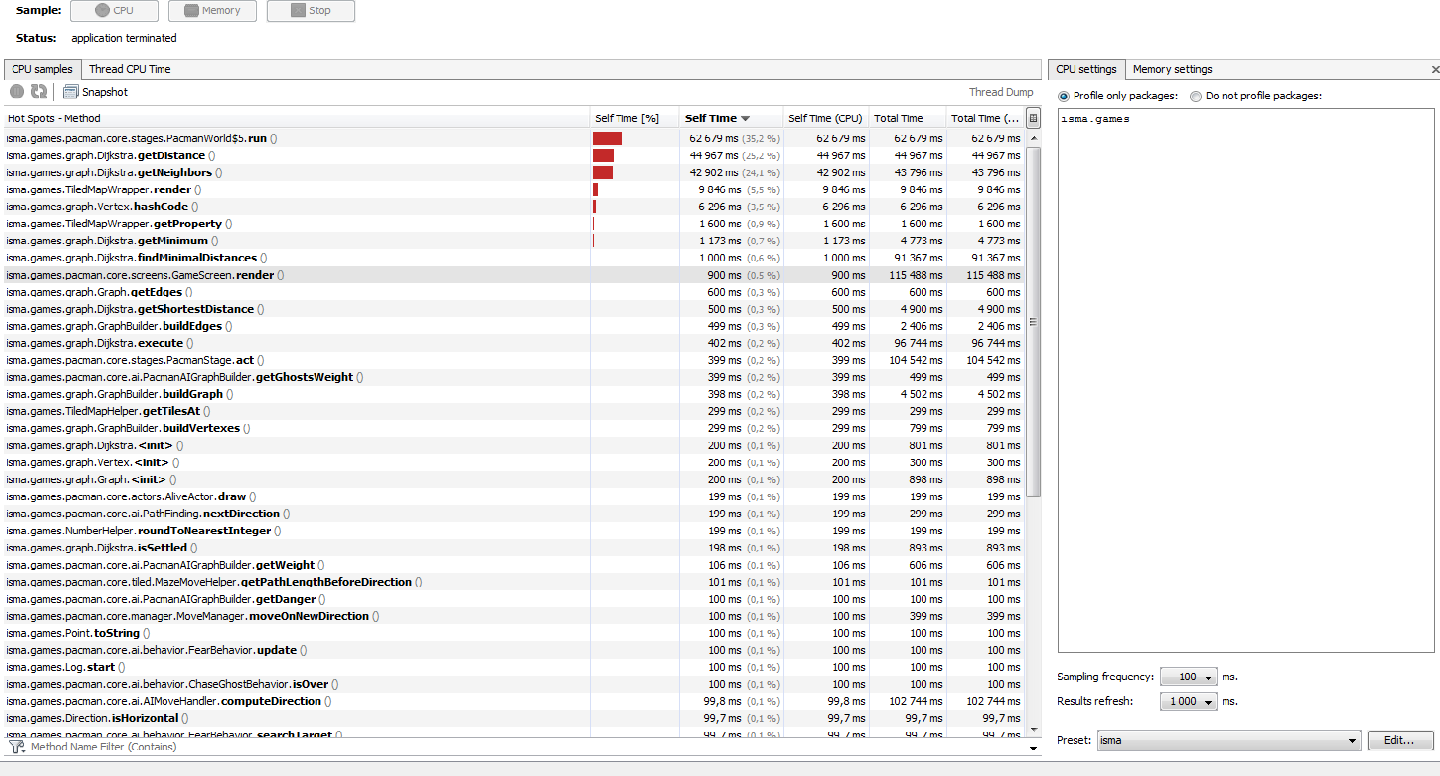 Sample: CPU Memory Stop
Status: application terminated
CPU samples Thread CPU Time
Snapshot Thread Dump
Hot Spots - Method Self Time [%] Self Time Self Time (CPU) Total Time Total Time (...
isma.games.pacman.core.stages.PacmanWorld$5.run () 62 679 ms (35,2 %) 62 679 ms 62 679 ms 62 679 ms
isma.games.graph.Dijkstra.getDistance () 44 967 ms (25,2 %) 44 967 ms 44 967 ms 44 967 ms
isma.games.graph.Dijkstra.getNeighbors () 42 902 ms (24,1 %) 42 902 ms 43 796 ms 43 796 ms
isma.games.TiledMapWrapper.render () 9 846 ms (5,5 %) 9 846 ms 9 846 ms 9 846 ms
isma.games.graph.Vertex.hashCode () 6 296 ms (3,5 %) 6 296 ms 6 296 ms 6 296 ms
isma.games.TiledMapWrapper.getProperty () 1 600 ms (0,9 %) 1 600 ms 1 600 ms 1 600 ms
isma.games.graph.Dijkstra.getMinimum () 1 173 ms (0,7 %) 1 173 ms 4 773 ms 4 773 ms
isma.games.graph.Dijkstra.findMinimalDistances () 1 000 ms (0,6 %) 1 000 ms 91 367 ms 91 367 ms
isma.games.pacman.core.screens.GameScreen.render () 900 ms (0,5 %) 900 ms 115 488 ms 115 488 ms
isma.games.graph.Graph.getEdges () 600 ms (0,3 %) 600 ms 600 ms 600 ms
isma.games.graph.Dijkstra.getShortestDistance () 500 ms (0,3 %) 500 ms 4 900 ms 4 900 ms
isma.games.graph.GraphBuilder.buildEdges () 499 ms (0,3 %) 499 ms 2 406 ms 2 406 ms
isma.games.graph.Dijkstra.execute () 402 ms (0,2 %) 402 ms 96 744 ms 96 744 ms
isma.games.pacman.core.stages.PacmanStage.act () 399 ms (0,2 %) 399 ms 104 542 ms 104 542 ms
isma.games.pacman.core.ai.PacmanAIGraphBuilder.getGhostsWeight () 399 ms (0,2 %) 399 ms 499 ms 499 ms
isma.games.graph.GraphBuilder.buildGraph () 398 ms (0,2 %) 398 ms 4 502 ms 4 502 ms
isma.games.TiledMapHelper.getTilesAt () 299 ms (0,2 %) 299 ms 299 ms 299 ms
isma.games.graph.GraphBuilder.buildVertexes () 299 ms (0,2 %) 299 ms 799 ms 799 ms
isma.games.graph.Dijkstra.<init> () 200 ms (0,1 %) 200 ms 801 ms 801 ms
isma.games.graph.Vertex.<init> () 200 ms (0,1 %) 200 ms 300 ms 300 ms
isma.games.graph.Graph.<init> () 200 ms (0,1 %) 200 ms 898 ms 898 ms
isma.games.pacman.core.actors.AliveActor.draw () 199 ms (0,1 %) 199 ms 199 ms 199 ms
isma.games.pacman.core.ai.PathFinding.nextDirection () 199 ms (0,1 %) 199 ms 299 ms 299 ms
isma.games.NumberHelper.roundToNearestInteger () 199 ms (0,1 %) 199 ms 199 ms 199 ms
isma.games.graph.Dijkstra.isSettled () 198 ms (0,1 %) 198 ms 893 ms 893 ms
isma.games.pacman.core.ai.PacmanAIGraphBuilder.getWeight () 106 ms (0,1 %) 106 ms 606 ms 606 ms
isma.games.pacman.core.tiled.MazeMoveHelper.getPathLengthBeforeDirection () 101 ms (0,1 %) 101 ms 101 ms 101 ms
isma.games.pacman.core.ai.PacmanAIGraphBuilder.getDanger () 100 ms (0,1 %) 100 ms 100 ms 100 ms
isma.games.pacman.core.manager.MoveManager.moveOnNewDirection () 100 ms (0,1 %) 100 ms 399 ms 399 ms
isma.games.Point.toString () 100 ms (0,1 %) 100 ms 100 ms 100 ms
isma.games.pacman.core.ai.behavior.FearBehavior.update () 100 ms (0,1 %) 100 ms 100 ms 100 ms
isma.games.Log.start () 100 ms (0,1 %) 100 ms 100 ms 100 ms
isma.games.pacman.core.ai.behavior.ChaseGhostBehavior.isOver () 100 ms (0,1 %) 100 ms 100 ms 100 ms
isma.games.pacman.core.ai.AIMoveHandler.computeDirection () 99,8 ms (0,1 %) 99,8 ms 102 744 ms 102 744 ms
isma.games.Direction.isHorizontal () 99,7 ms (0,1 %) 99,7 ms 99,7 ms 99,7 ms
isma.games.pacman.core.ai.behavior.FearBehavior.searchTarget () 99,7 ms (0,1 %) 99,7 ms 99,7 ms 99,7 ms
Method Name Filter (Contains)
CPU settings Memory settings
Profile only packages: Do not profile packages:
isma.games
Sampling frequency: 100 ms.
Results refresh: 1 000 ms.
Preset: isma Edit...